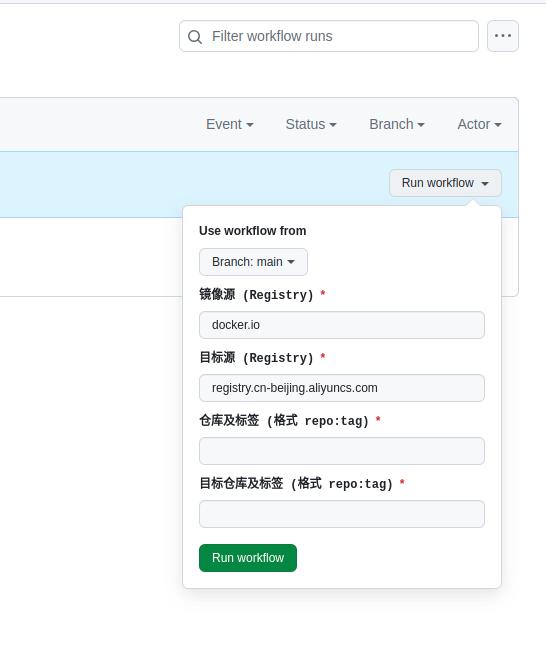 Filter workflow runs
Event Status Branch Actor
Run workflow
Use workflow from
Branch: main
镜像源 (Registry) *
docker.io
目标源 (Registry) *
registry.cn-beijing.aliyuncs.com
仓库及标签 (格式 repo:tag) *
目标仓库及标签 (格式 repo:tag) *
Run workflow